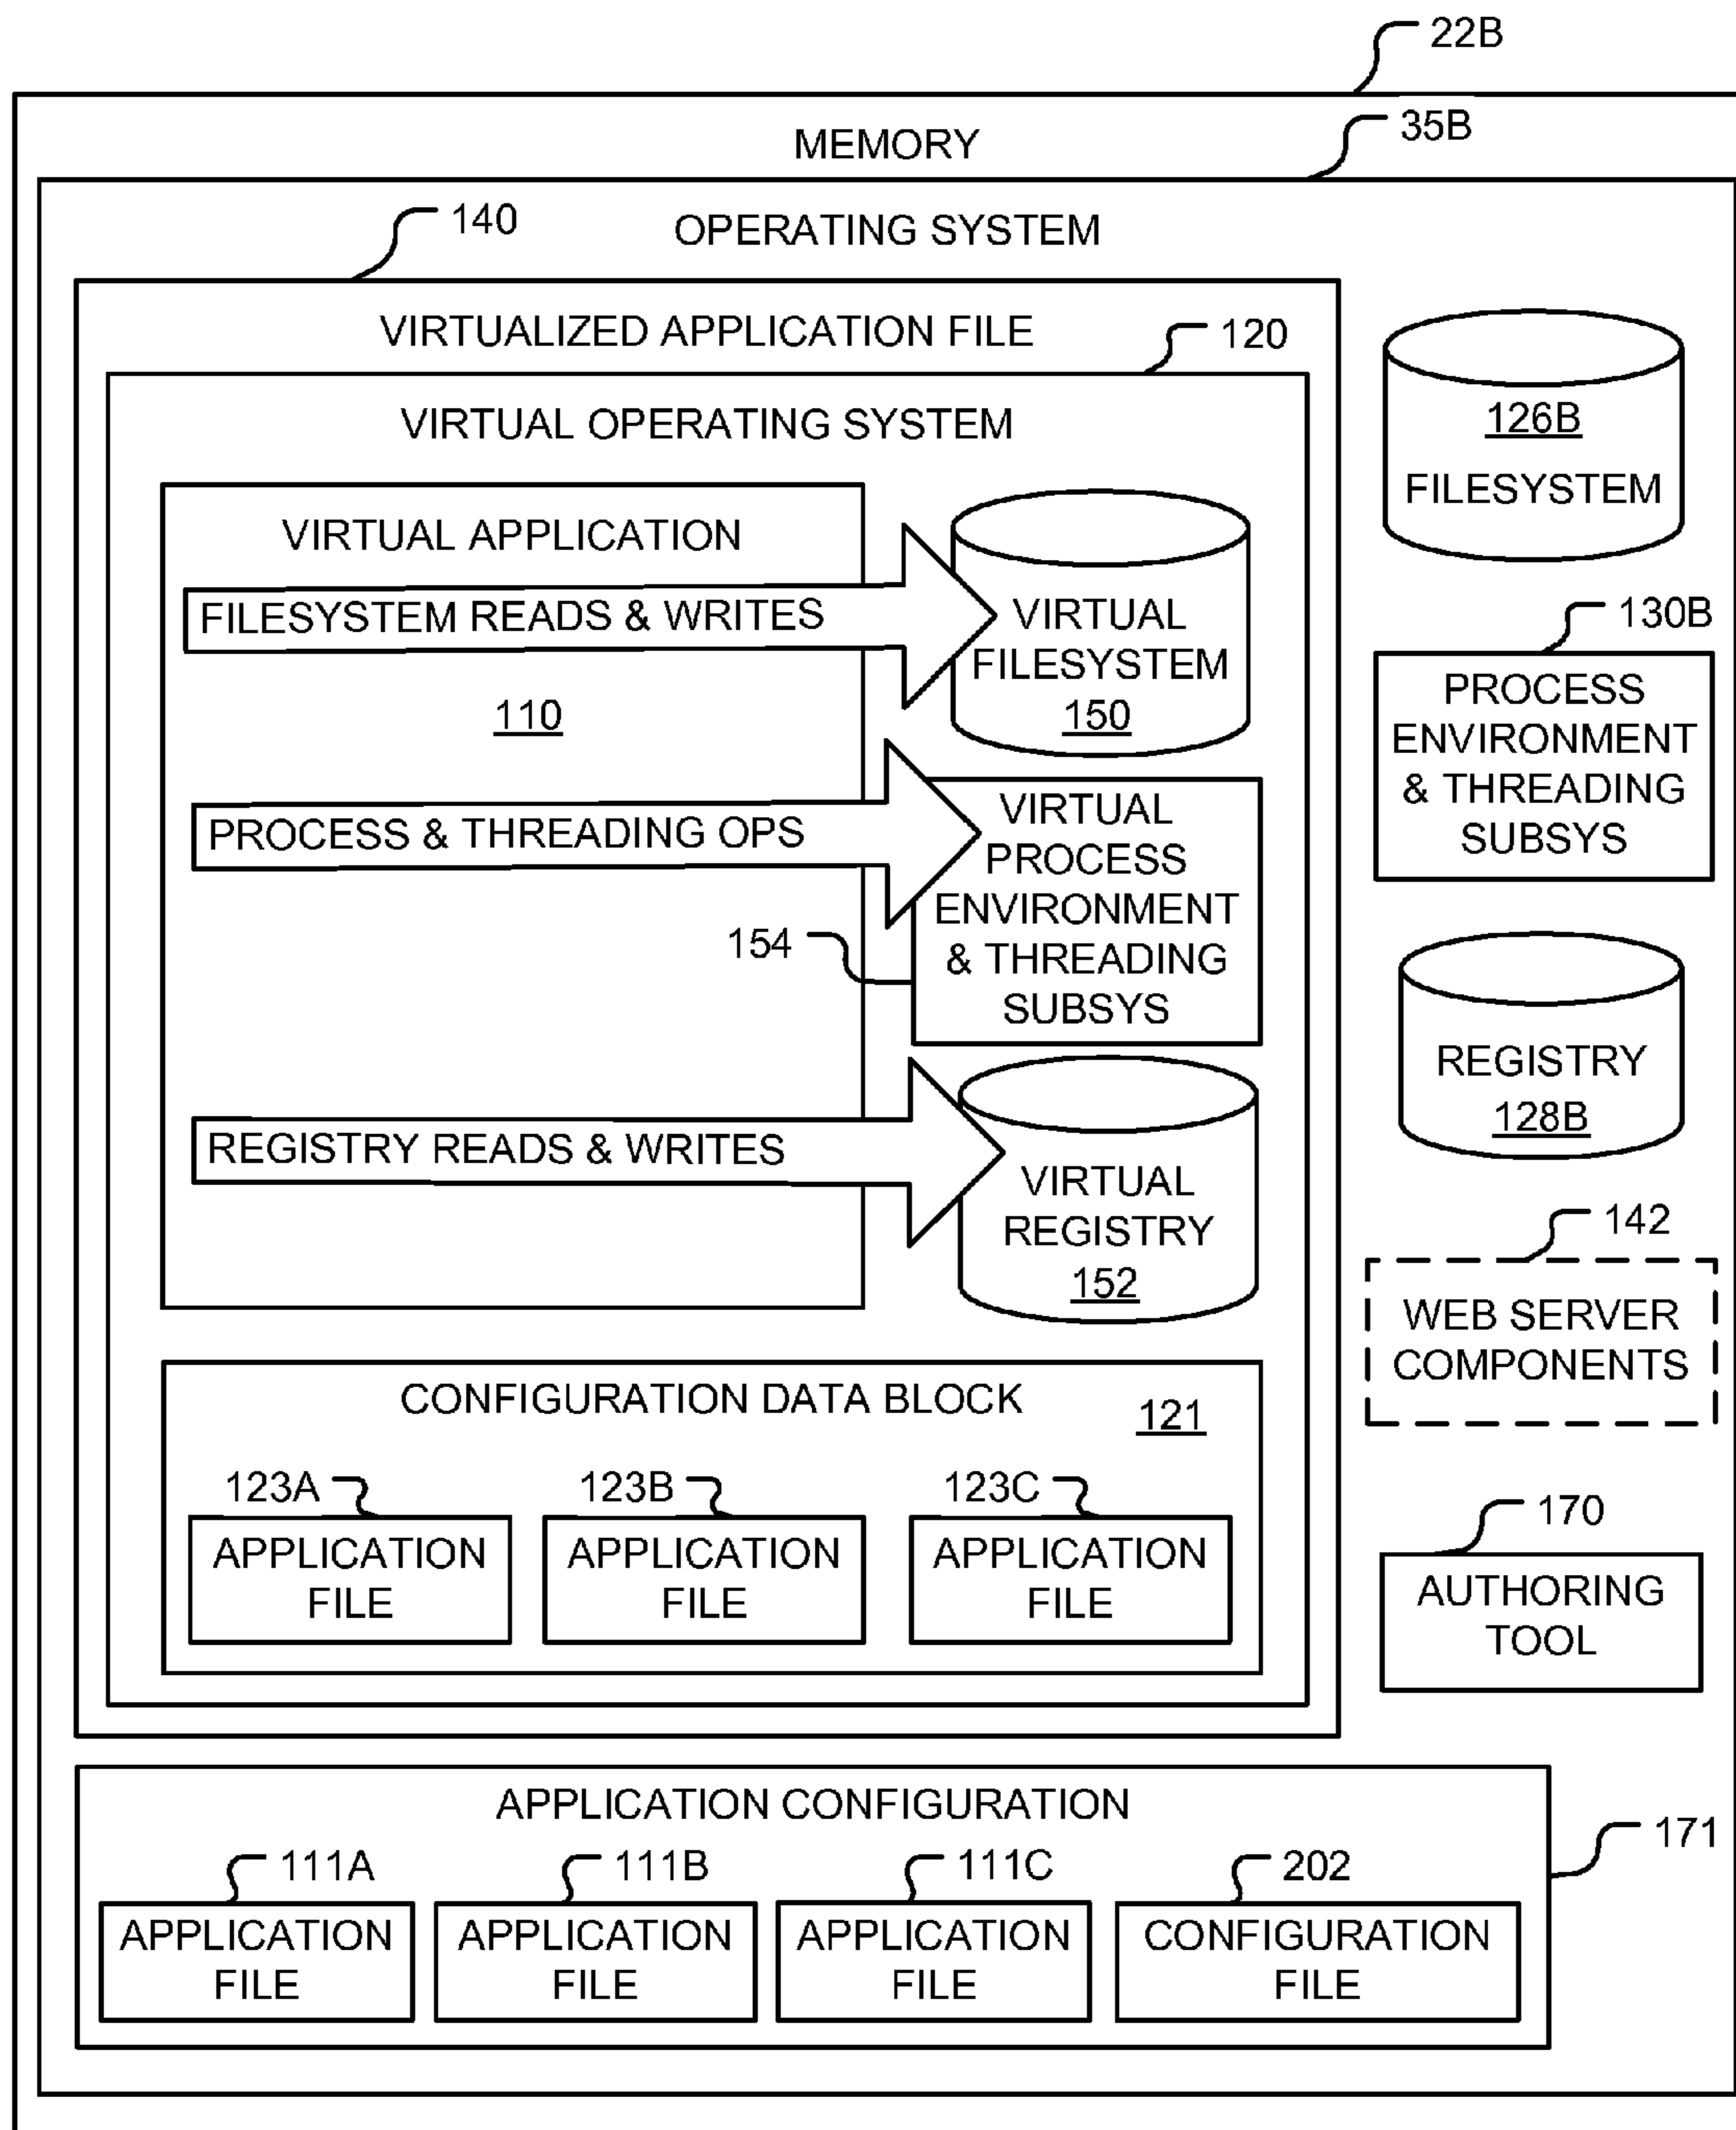 22B
MEMORY
35B
140
OPERATING SYSTEM
VIRTUALIZED APPLICATION FILE
120
VIRTUAL OPERATING SYSTEM
126B
FILESYSTEM
VIRTUAL APPLICATION
FILESYSTEM READS & WRITES
VIRTUAL
FILESYSTEM
150
110
130B
PROCESS
ENVIRONMENT
& THREADING
SUBSYS
PROCESS & THREADING OPS
VIRTUAL
PROCESS
ENVIRONMENT
& THREADING
SUBSYS
154
REGISTRY
128B
REGISTRY READS & WRITES
VIRTUAL
REGISTRY
152
142
WEB SERVER
COMPONENTS
CONFIGURATION DATA BLOCK
121
123A
123B
123C
APPLICATION
FILE
APPLICATION
FILE
APPLICATION
FILE
170
AUTHORING
TOOL
APPLICATION CONFIGURATION
171
111A
111B
111C
202
APPLICATION
FILE
APPLICATION
FILE
APPLICATION
FILE
CONFIGURATION
FILE